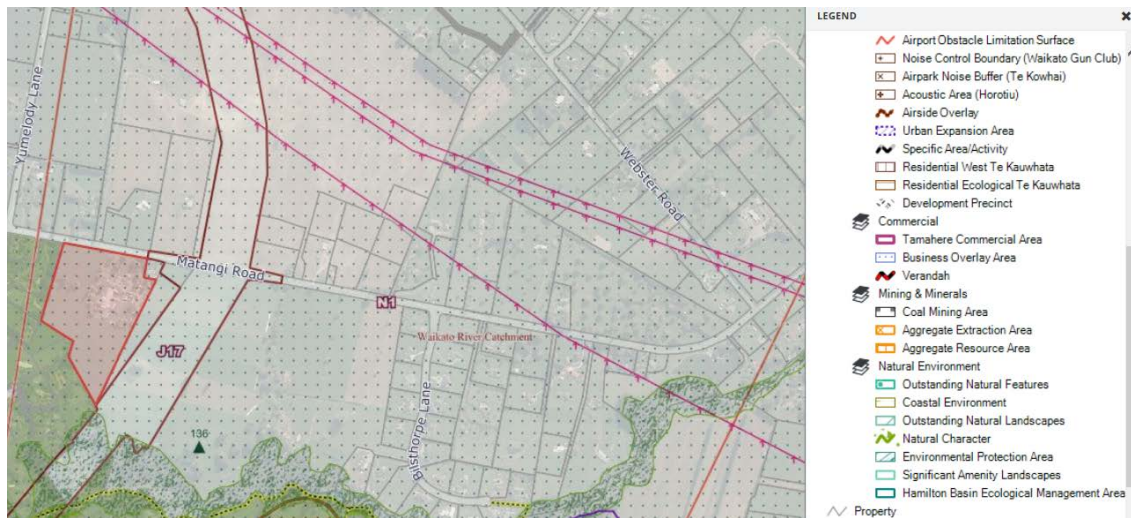 Yumelody Lane
Webster Road
Matangi Road
N1
J17
Waikato River Catchment
Bilsthorpe Lane
136
LEGEND
Airport Obstacle Limitation Surface
Noise Control Boundary (Waikato Gun Club)
Airpark Noise Buffer (Te Kowhai)
Acoustic Area (Horotiu)
Airside Overlay
Urban Expansion Area
Specific Area/Activity
Residential West Te Kauwhata
Residential Ecological Te Kauwhata
Development Precinct
Commercial
Tamahere Commercial Area
Business Overlay Area
Verandah
Mining & Minerals
Coal Mining Area
Aggregate Extraction Area
Aggregate Resource Area
Natural Environment
Outstanding Natural Features
Coastal Environment
Outstanding Natural Landscapes
Natural Character
Environmental Protection Area
Significant Amenity Landscapes
Hamilton Basin Ecological Management Area
Property